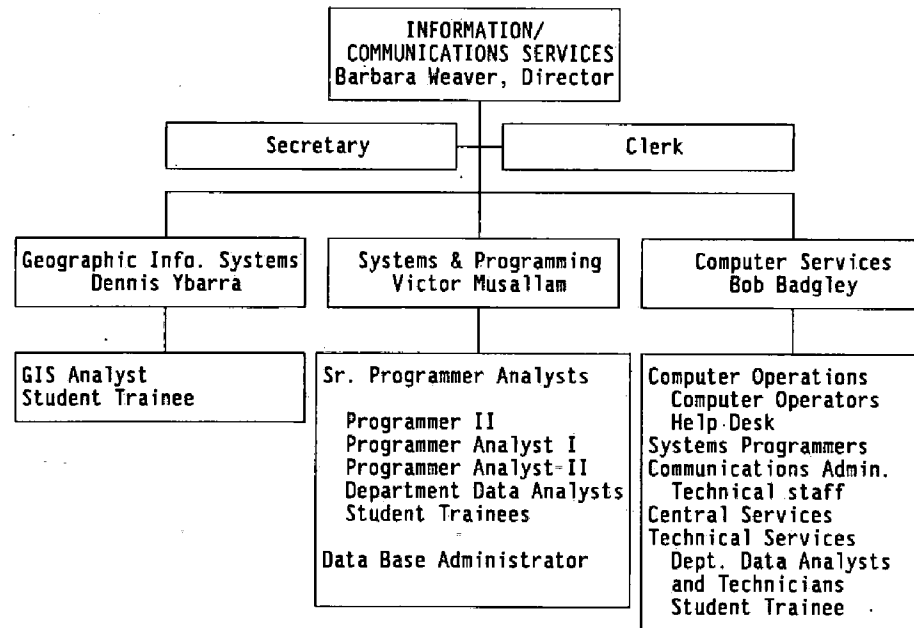 INFORMATION/
COMMUNICATIONS SERVICES
Barbara Weaver, Director
Secretary
Clerk
Geographic Info. Systems
Dennis Ybarra
Systems & Programming
Victor Musallam
Computer Services
Bob Badgley
GIS Analyst
Student Trainee
Sr. Programmer Analysts
Programmer II
Programmer Analyst I
Programmer Analyst II
Department Data Analysts
Student Trainees
Data Base Administrator
Computer Operations
Computer Operators
Help Desk
Systems Programmers
Communications Admin.
Technical staff
Central Services
Technical Services
Dept. Data Analysts
and Technicians
Student Trainee